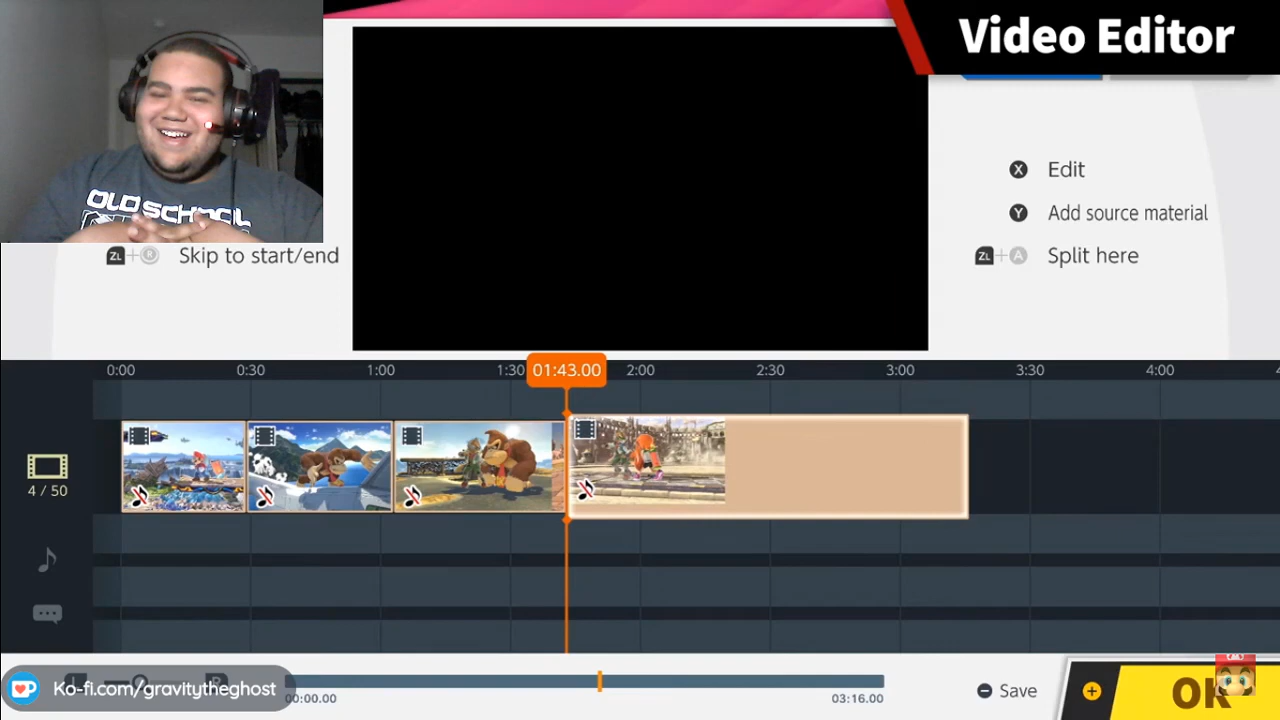 Video Editor
OLD SCHOOL
X Edit
Y Add source material
ZL+R Skip to start/end
ZL+A Split here
0:00 0:30 1:00 1:30 01:43.00 2:00 2:30 3:00 3:30 4:00
4 / 50
Ko-fi.com/gravitytheghost
00:00.00
03:16.00
Save
OK